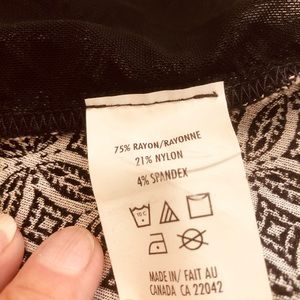 75% RAYON/RAYONNE
21% NYLON
4% SPANDEX
MADE IN/ FAIT AU
CANADA CA 22042